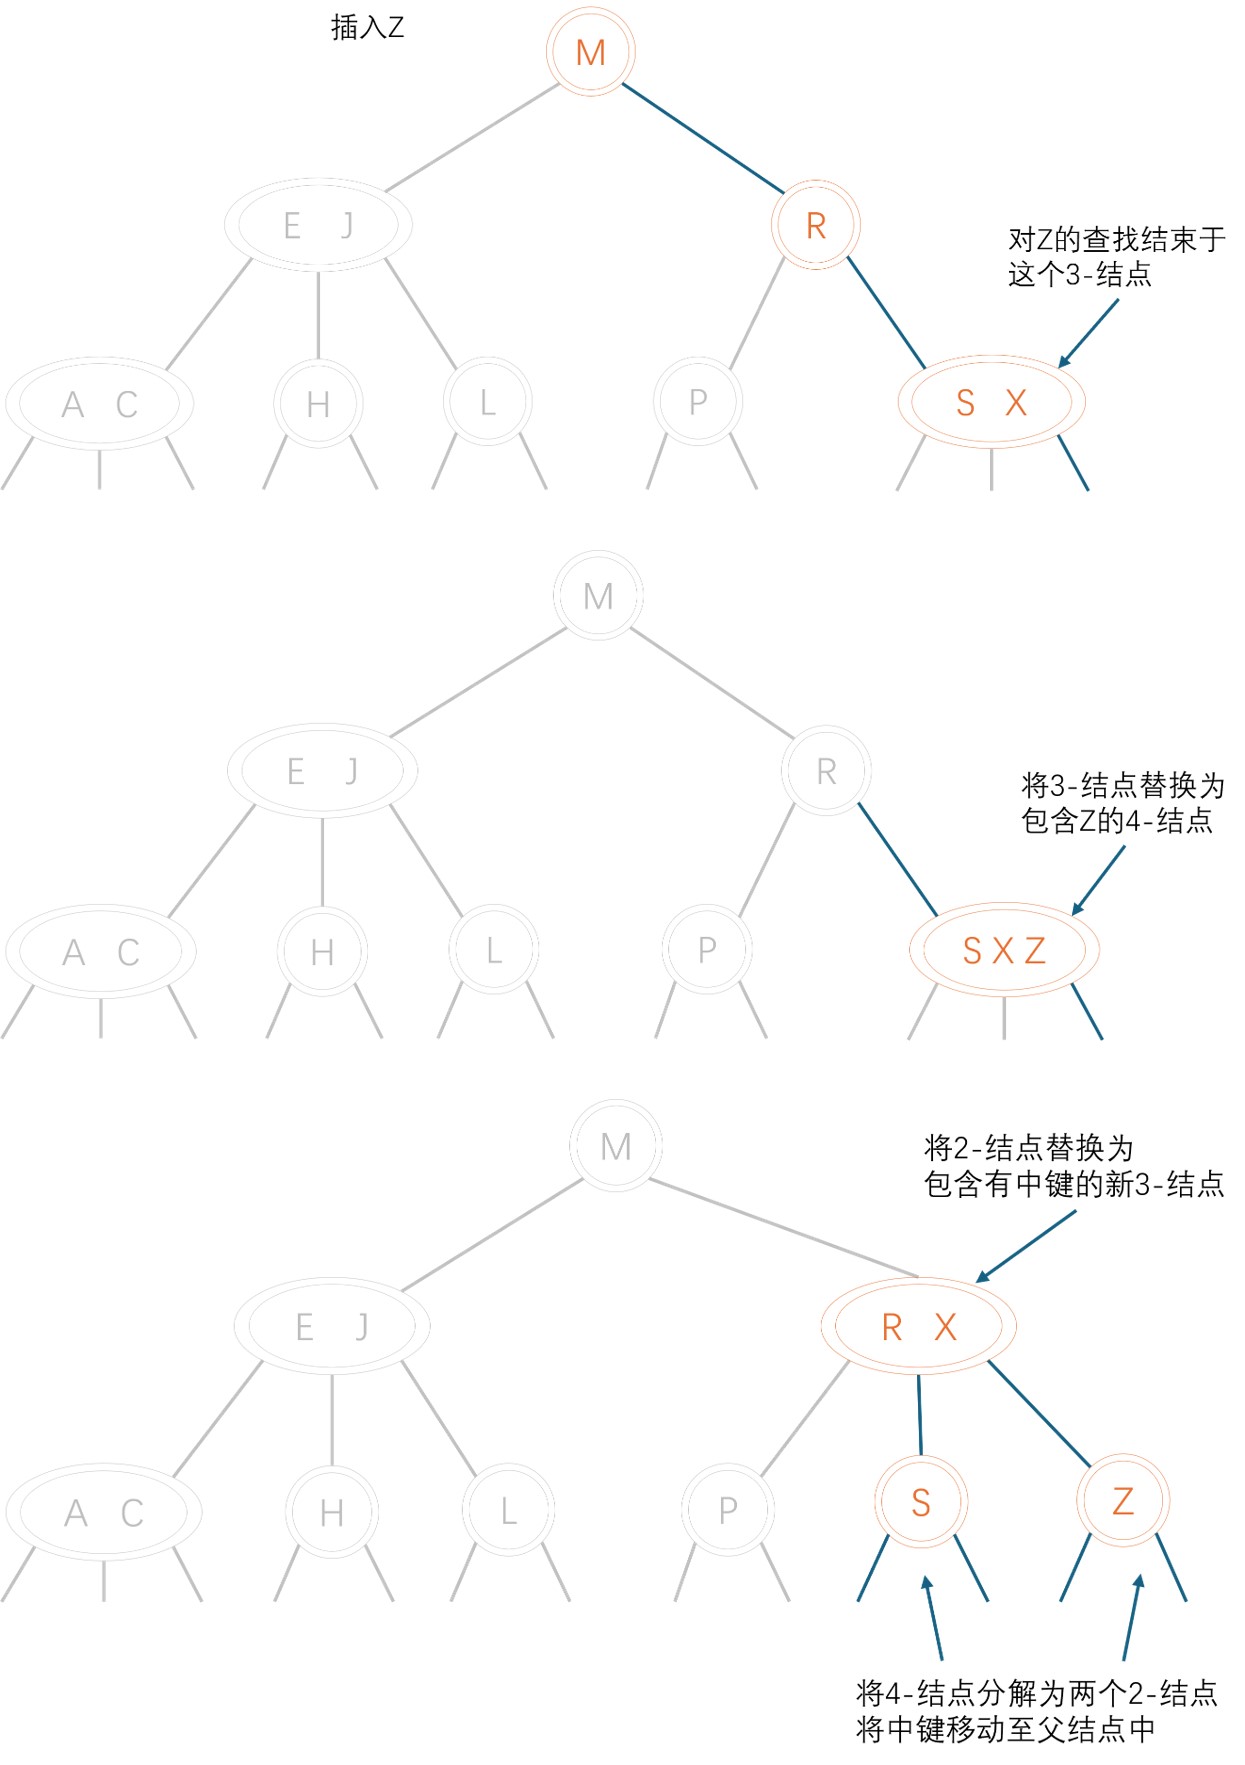 插入Z
M
E J
R
对Z的查找结束于
这个3-结点
A C
H
L
P
S X
M
E J
R
将3-结点替换为
包含Z的4-结点
A C
H
L
P
S X Z
M
将2-结点替换为
包含有中键的新3-结点
E J
R X
A C
H
L
P
S
Z
将4-结点分解为两个2-结点
将中键移动至父结点中